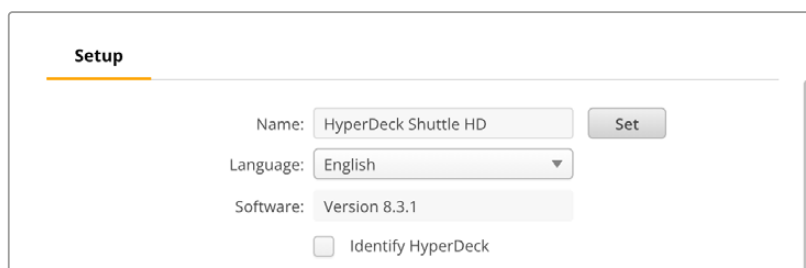 Setup
Name: HyperDeck Shuttle HD Set
Language: English
Software: Version 8.3.1
Identify HyperDeck